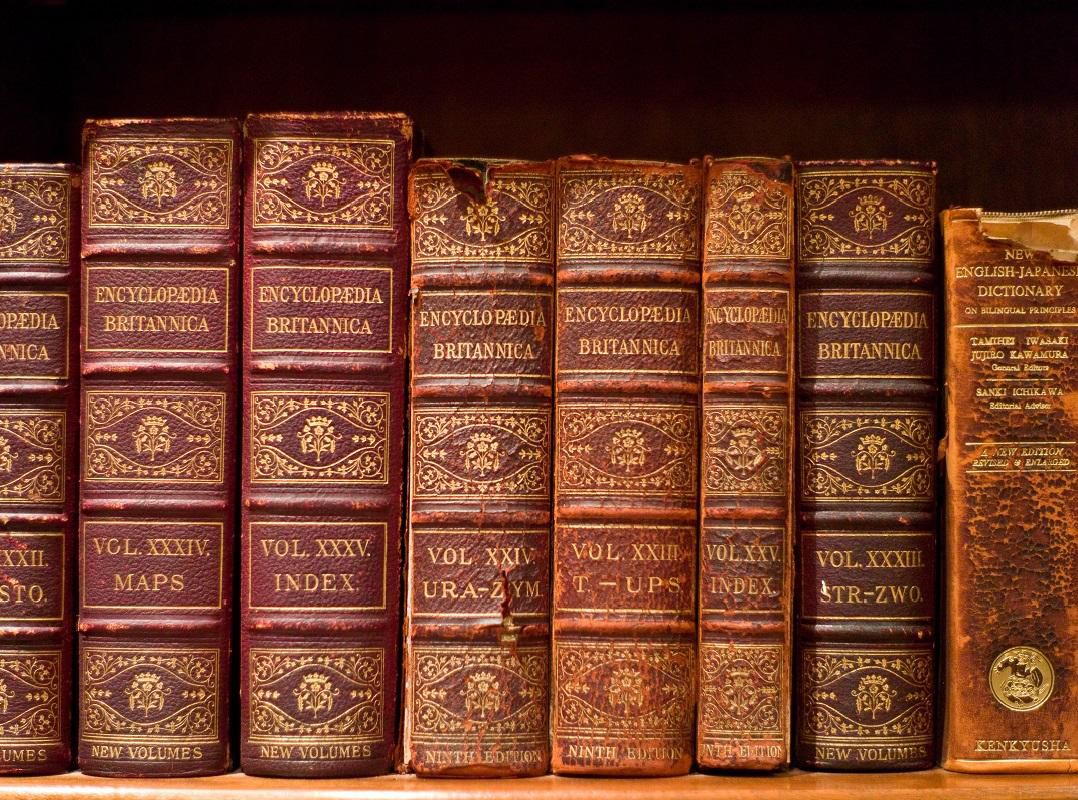 OPÆDIA
NNICA
XXII.
STO.
UMES
ENCYCLOPÆDIA
BRITANNICA
VOL. XXXIV.
MAPS
NEW VOLUMES
ENCYCLOPÆDIA
BRITANNICA
VOL. XXXV.
INDEX.
NEW VOLUMES
ENCYCLOPÆDIA
BRITANNICA
VOL. XXIV.
URA-ZYM.
NINTH EDITION
ENCYCLOPÆDIA
BRITANNICA
VOL. XXIII.
T.—UPS.
NINTH EDITION
ENCYCLOPÆDIA
BRITANNICA
VOL. XXV.
INDEX.
NTH EDITION
ENCYCLOPÆDIA
BRITANNICA
VOL. XXXIII.
STR-ZWO.
NEW VOLUMES
NEW
ENGLISH-JAPANESE
DICTIONARY
ON BILINGUAL PRINCIPLES
TAMIHEI IWASAKI
JUJIRO KAWAMURA
General Editors
SANKI ICHIKAWA
Editorial Adviser
A NEW EDITION
REVISED & ENLARGED
KENKYUSHA